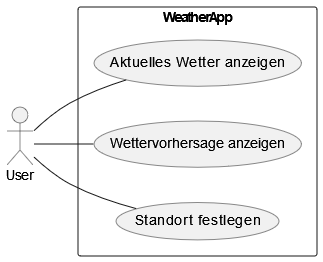 WeatherApp
Aktuelles Wetter anzeigen
Wettervorhersage anzeigen
User
Standort festlegen